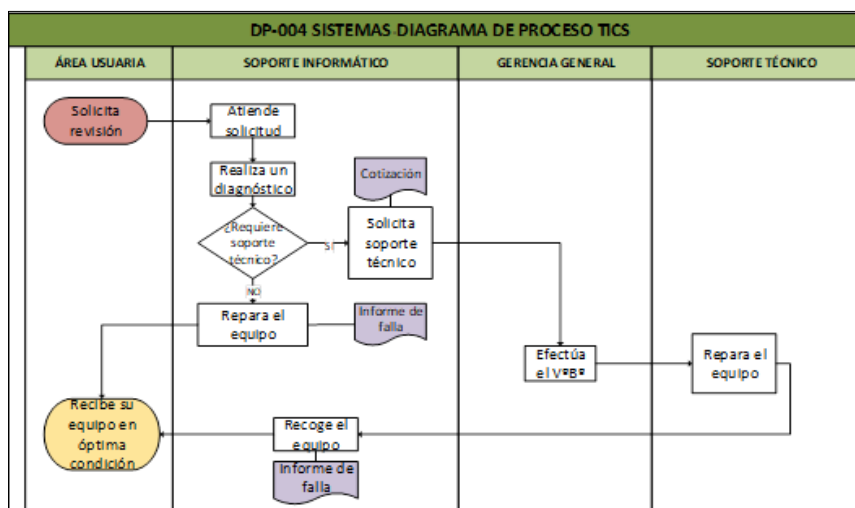 DP-004 SISTEMAS-DIAGRAMA DE PROCESO TICS
ÁREA USUARIA
SOPORTE INFORMÁTICO
GERENCIA GENERAL
SOPORTE TÉCNICO
Solicita
revisión
Atiende
solicitud
Realiza un
diagnóstico
Cotización
¿Requiere
soporte
técnico?
SÍ
Solicita
soporte
técnico
NO
Repara el
equipo
Informe de
falla
Efectúa
el VºBº
Repara el
equipo
Recibe su
equipo en
óptima
condición
Recoge el
equipo
Informe de
falla